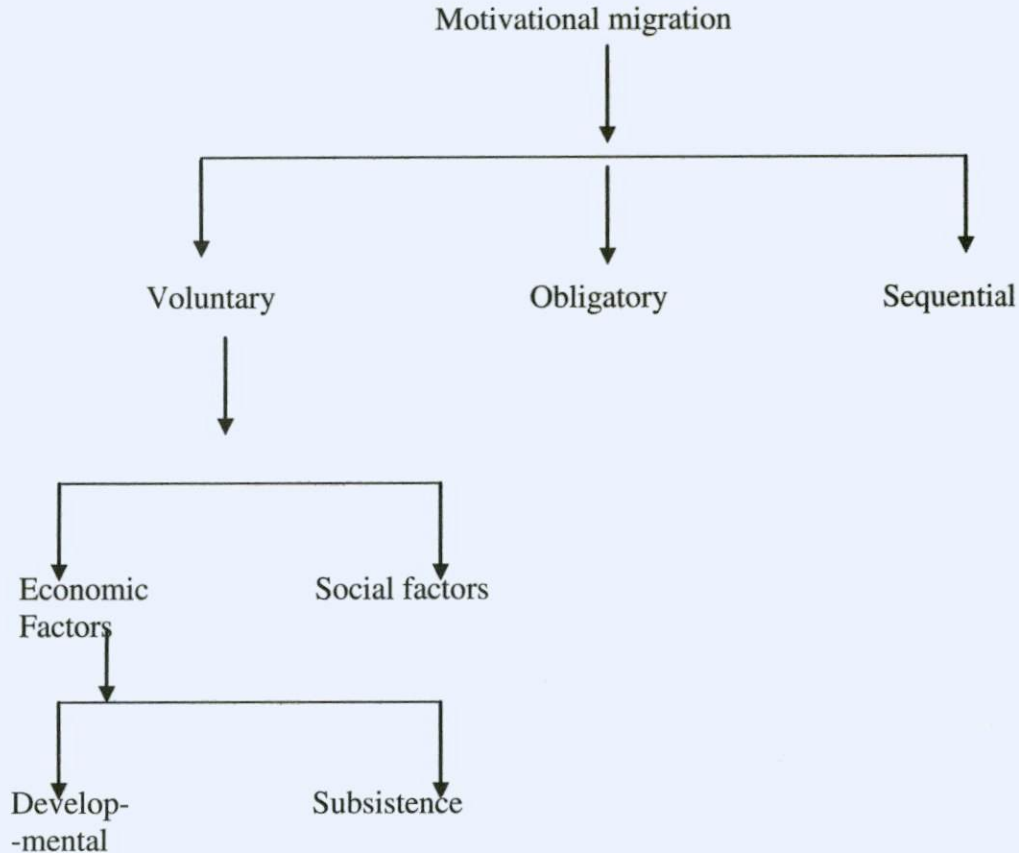 Motivational migration
Voluntary
Obligatory
Sequential
Economic
Factors
Social factors
Develop-
-mental
Subsistence